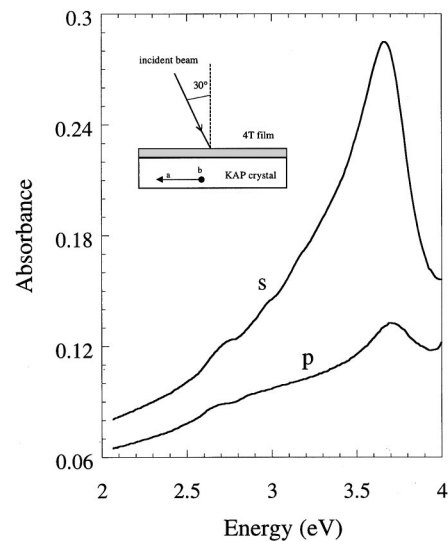 0.3
0.24
0.18
0.12
0.06
Absorbance
incident beam
30°
4T film
a
b
KAP crystal
s
p
2
2.5
3
3.5
4
Energy (eV)